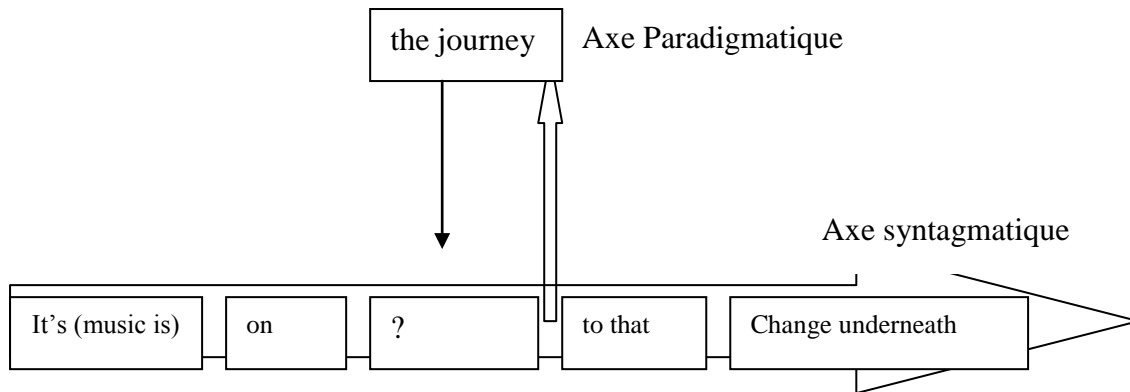 the journey
Axe Paradigmatique
Axe syntagmatique
It's (music is)
on
?
to that
Change underneath